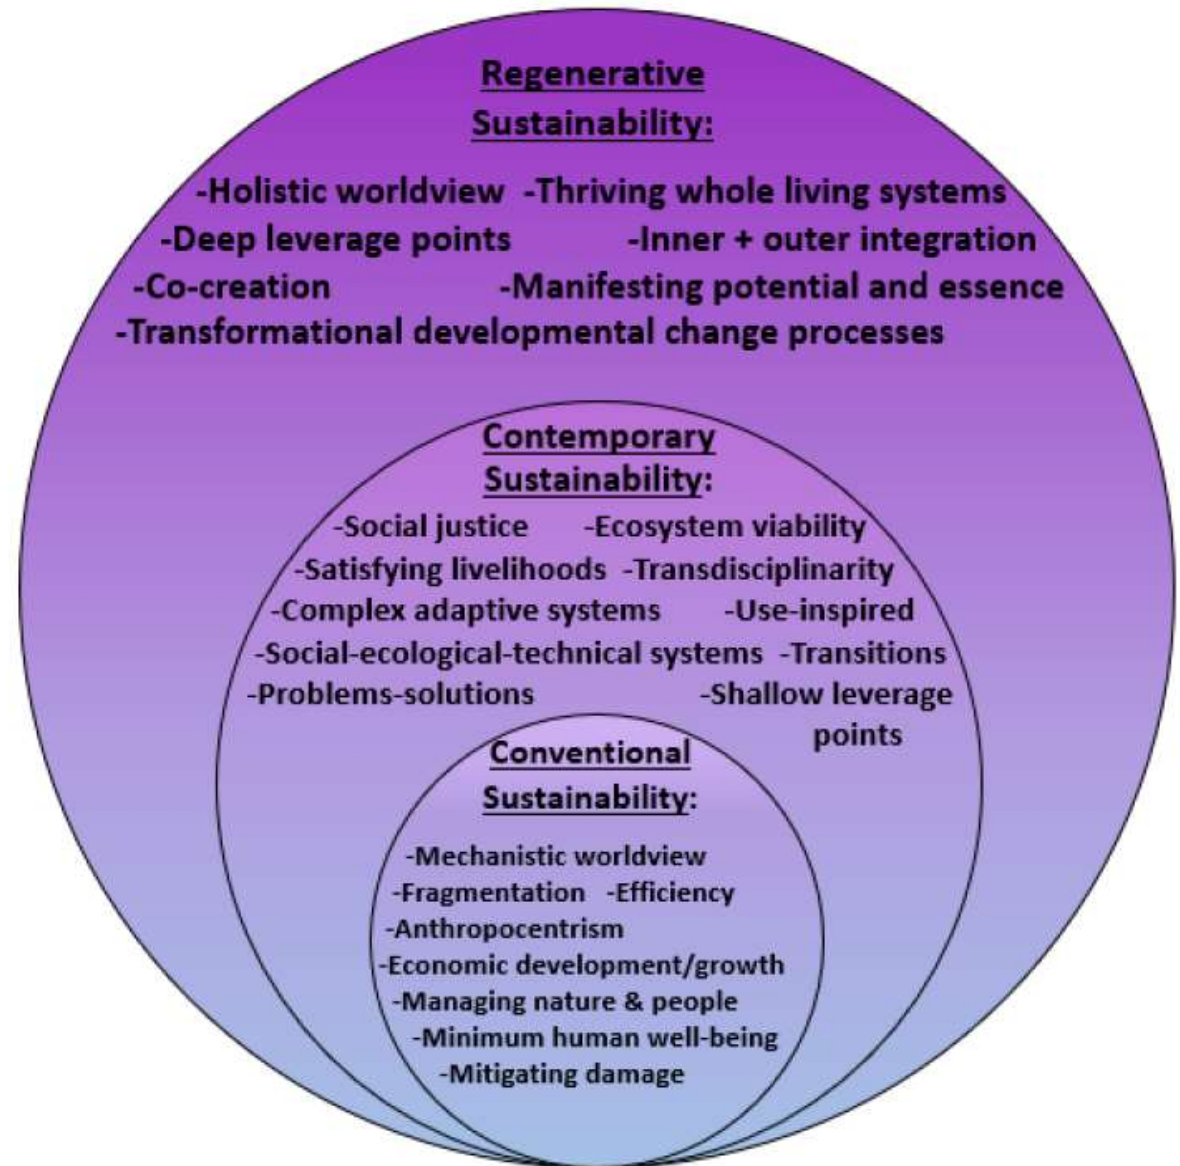 Regenerative
Sustainability:
-Holistic worldview -Thriving whole living systems
-Deep leverage points -Inner + outer integration
-Co-creation -Manifesting potential and essence
-Transformational developmental change processes
Contemporary
Sustainability:
-Social justice -Ecosystem viability
-Satisfying livelihoods -Transdisciplinarity
-Complex adaptive systems -Use-inspired
-Social-ecological-technical systems -Transitions
-Problems-solutions -Shallow leverage
points
Conventional
Sustainability:
-Mechanistic worldview
-Fragmentation -Efficiency
-Anthropocentrism
-Economic development/growth
-Managing nature & people
-Minimum human well-being
-Mitigating damage